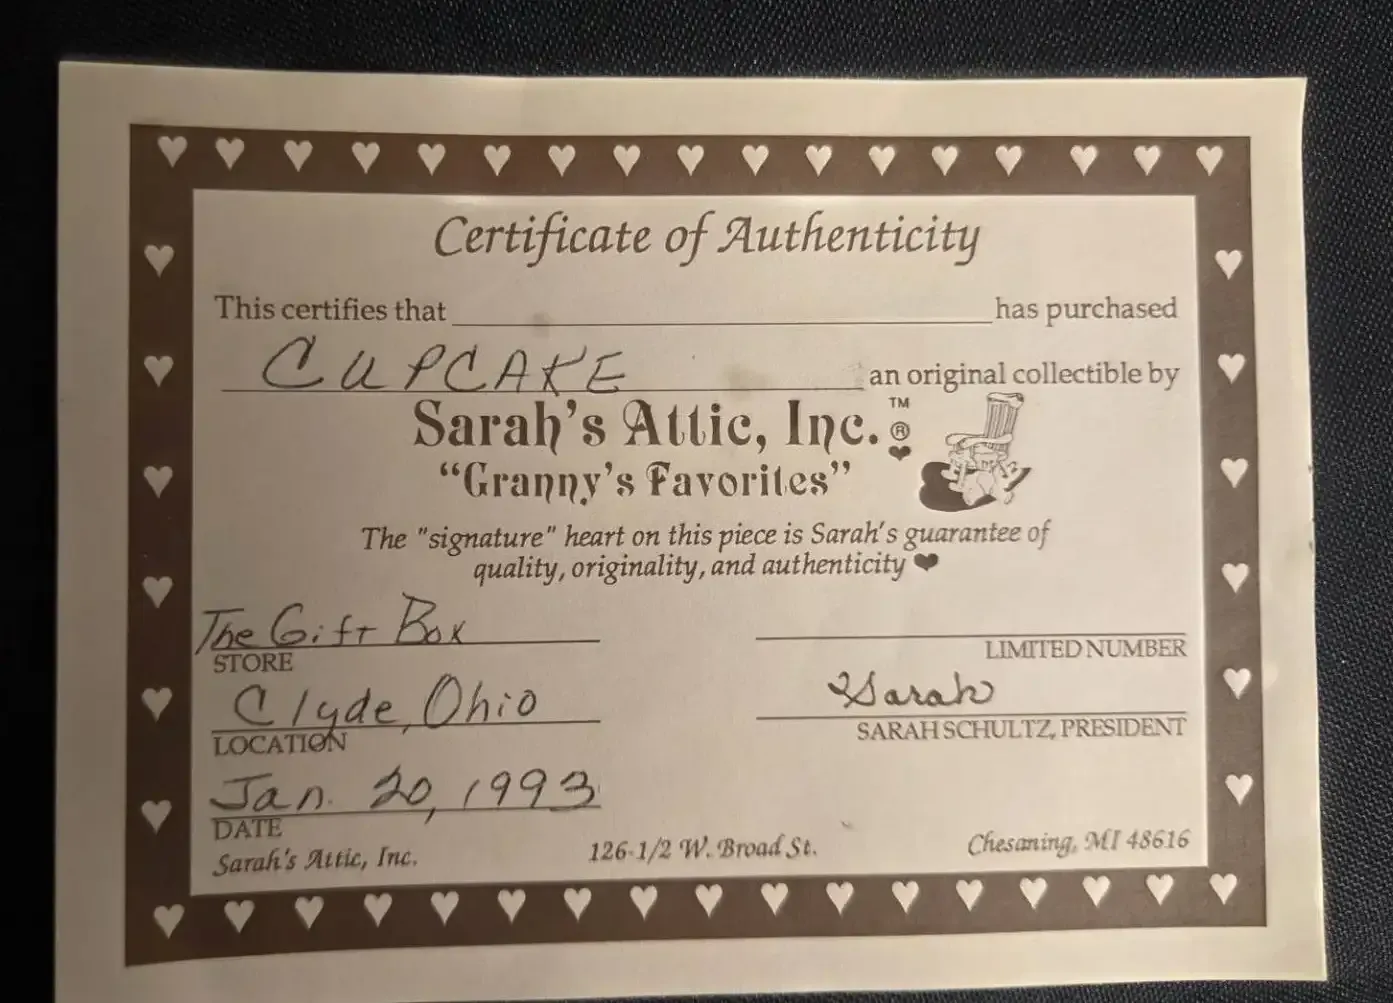 Certificate of Authenticity
This certifies that has purchased
CUPCAKE an original collectible by
Sarah's Attic, Inc. ™ ®
"Granny's Favorites"
The "signature" heart on this piece is Sarah's guarantee of
quality, originality, and authenticity
The Gift Box
STORE
LIMITED NUMBER
Clyde, Ohio
LOCATION
Sarah
SARAH SCHULTZ, PRESIDENT
Jan. 20, 1993
DATE
Sarah's Attic, Inc. 126-1/2 W. Broad St. Chesaning, MI 48616